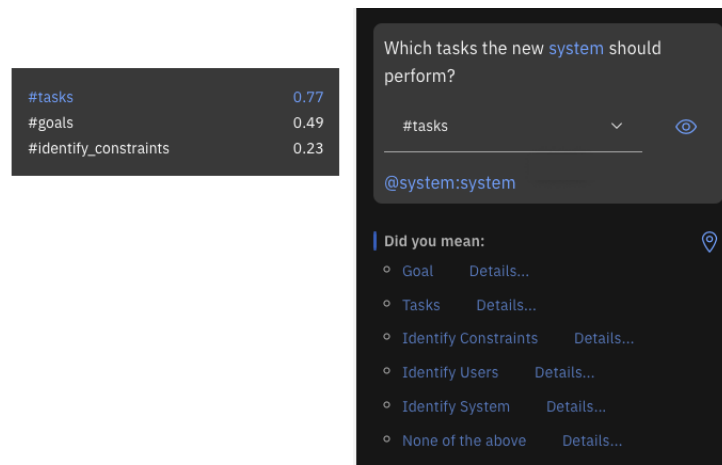 #tasks 0.77
#goals 0.49
#identify_constraints 0.23
Which tasks the new system should
perform?
#tasks
@system:system
Did you mean:
Goal Details...
Tasks Details...
Identify Constraints Details...
Identify Users Details...
Identify System Details...
None of the above Details...